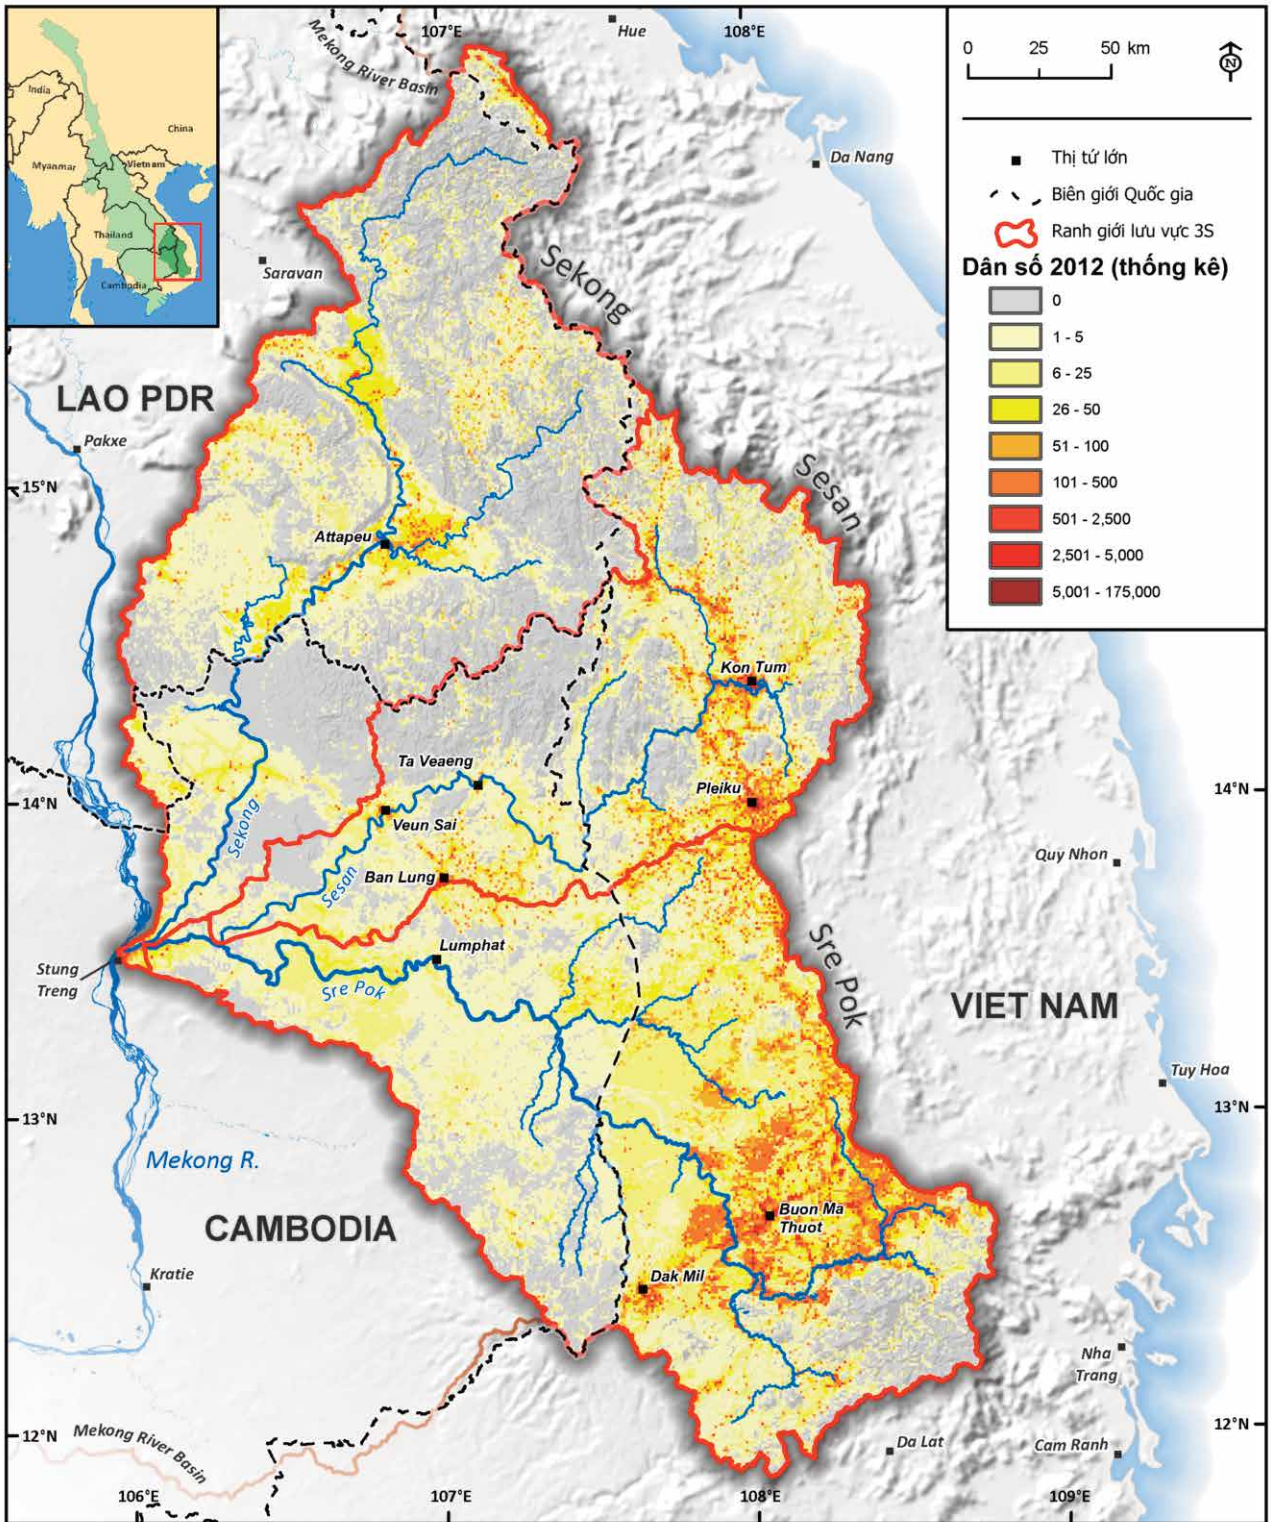 107°E
108°E
Hue
Mekong River Basin
0 25 50 km
N
India
China
Myanmar
Vietnam
Thailand
Cambodia
Da Nang
Thị tứ lớn
Biên giới Quốc gia
Ranh giới lưu vực 3S
Dân số 2012 (thống kê)
0
1 - 5
6 - 25
26 - 50
51 - 100
101 - 500
501 - 2,500
2,501 - 5,000
5,001 - 175,000
Saravan
Sekong
LAO PDR
Pakxe
15°N
Sesan
Attapeu
Kon Tum
Ta Veaeng
Pleiku
14°N
14°N
Sekong
Veun Sai
Quy Nhon
Ban Lung
Sesan
Lumphat
Sre Pok
Stung
Treng
Sre Pok
VIET NAM
Tuy Hoa
13°N
13°N
Mekong R.
CAMBODIA
Buon Ma
Thuot
Kratie
Dak Mil
Nha
Trang
12°N
12°N
Mekong River Basin
Da Lat
Cam Ranh
106°E
107°E
108°E
109°E